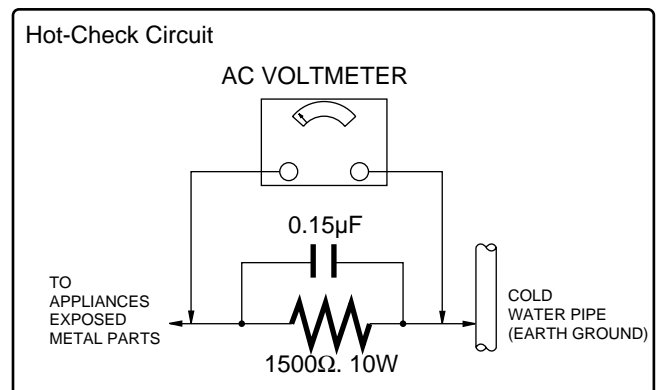 Hot-Check Circuit
AC VOLTMETER
0.15µF
TO
APPLIANCES
EXPOSED
METAL PARTS
1500Ω. 10W
COLD
WATER PIPE
(EARTH GROUND)